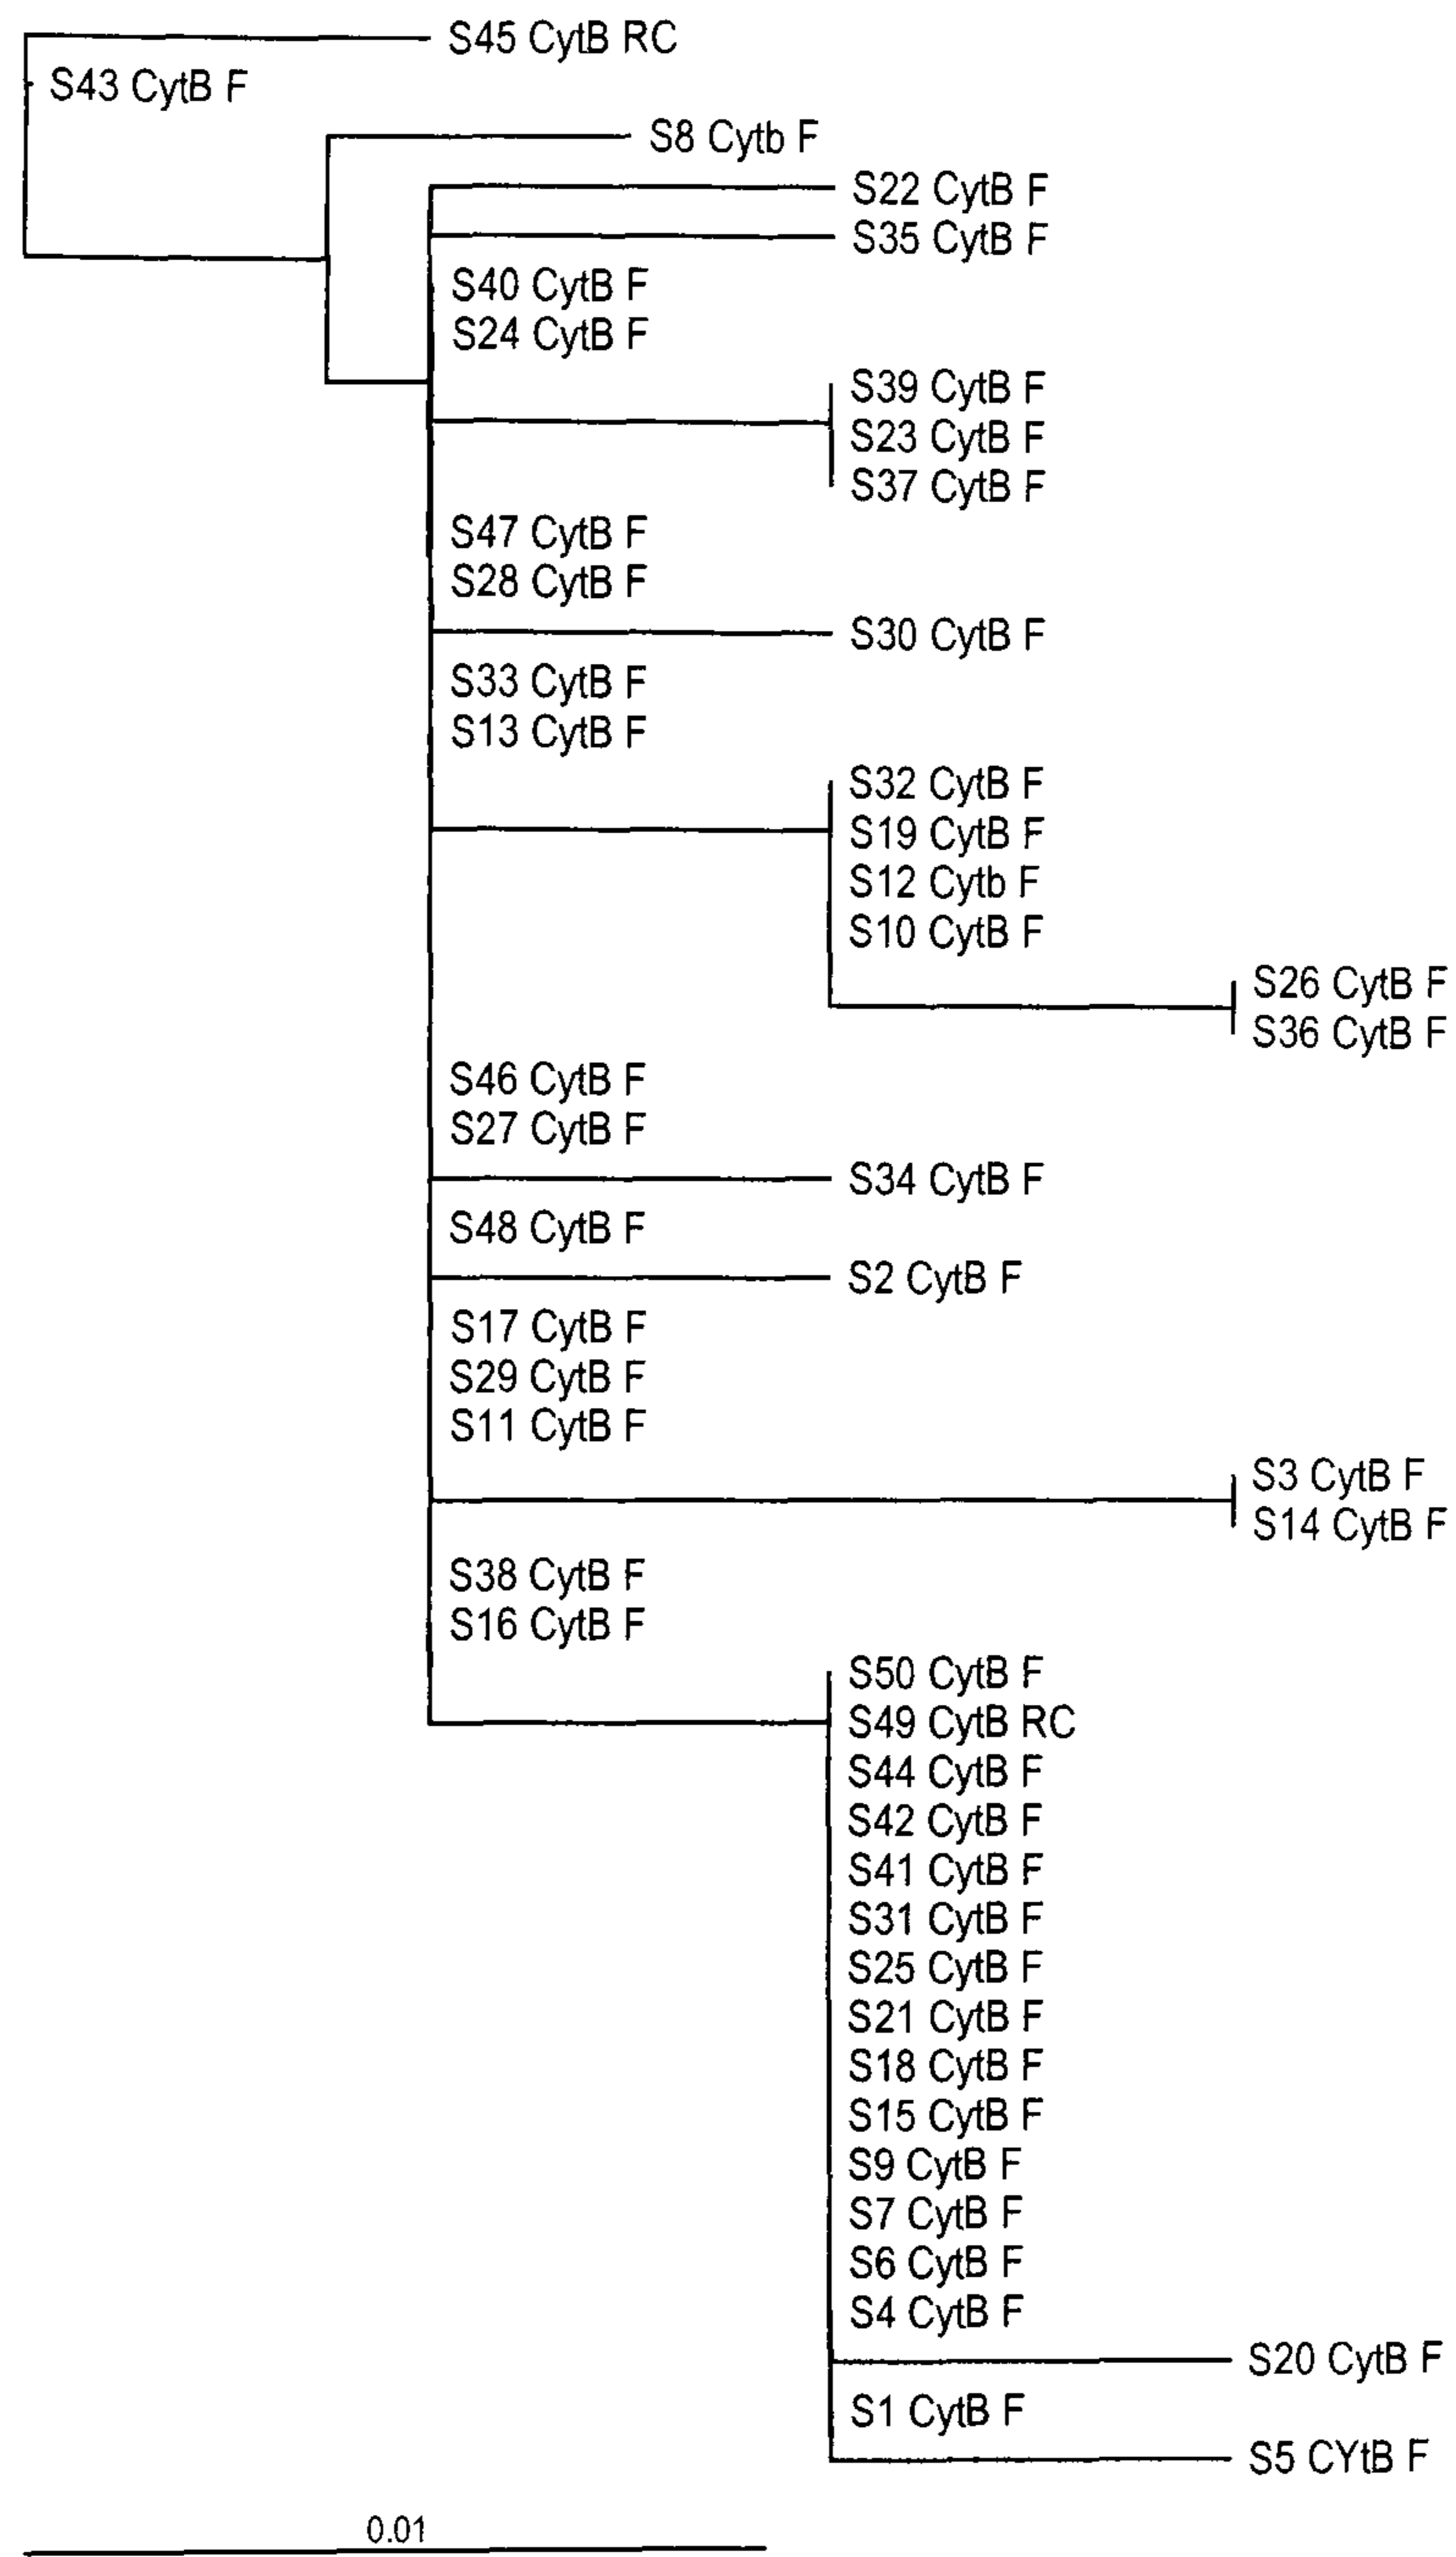 S45 CytB RC
S43 CytB F
S8 Cytb F
S22 CytB F
S35 CytB F
S40 CytB F
S24 CytB F
S39 CytB F
S23 CytB F
S37 CytB F
S47 CytB F
S28 CytB F
S30 CytB F
S33 CytB F
S13 CytB F
S32 CytB F
S19 CytB F
S12 Cytb F
S10 CytB F
S26 CytB F
S36 CytB F
S46 CytB F
S27 CytB F
S34 CytB F
S48 CytB F
S2 CytB F
S17 CytB F
S29 CytB F
S11 CytB F
S3 CytB F
S14 CytB F
S38 CytB F
S16 CytB F
S50 CytB F
S49 CytB RC
S44 CytB F
S42 CytB F
S41 CytB F
S31 CytB F
S25 CytB F
S21 CytB F
S18 CytB F
S15 CytB F
S9 CytB F
S7 CytB F
S6 CytB F
S4 CytB F
S20 CytB F
S1 CytB F
S5 CYtB F
0.01